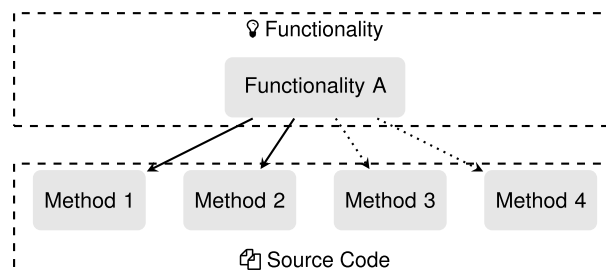 Functionality
Functionality A
Method 1 Method 2 Method 3 Method 4
Source Code